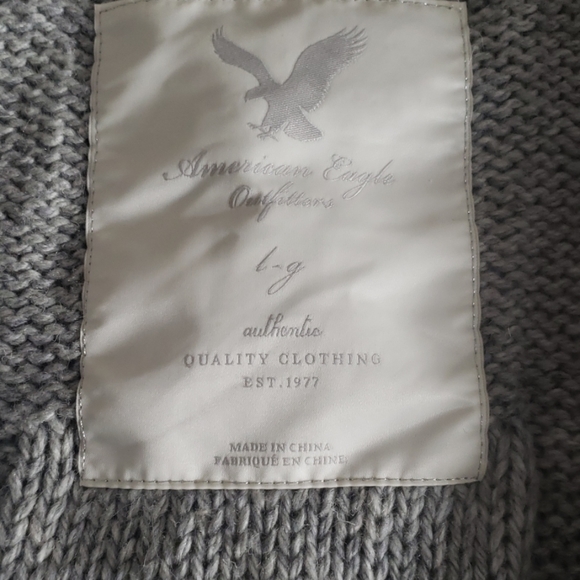 American Eagle
Outfitters
l-g
authentic
QUALITY CLOTHING
EST. 1977
MADE IN CHINA
FABRIQUÉ EN CHINE